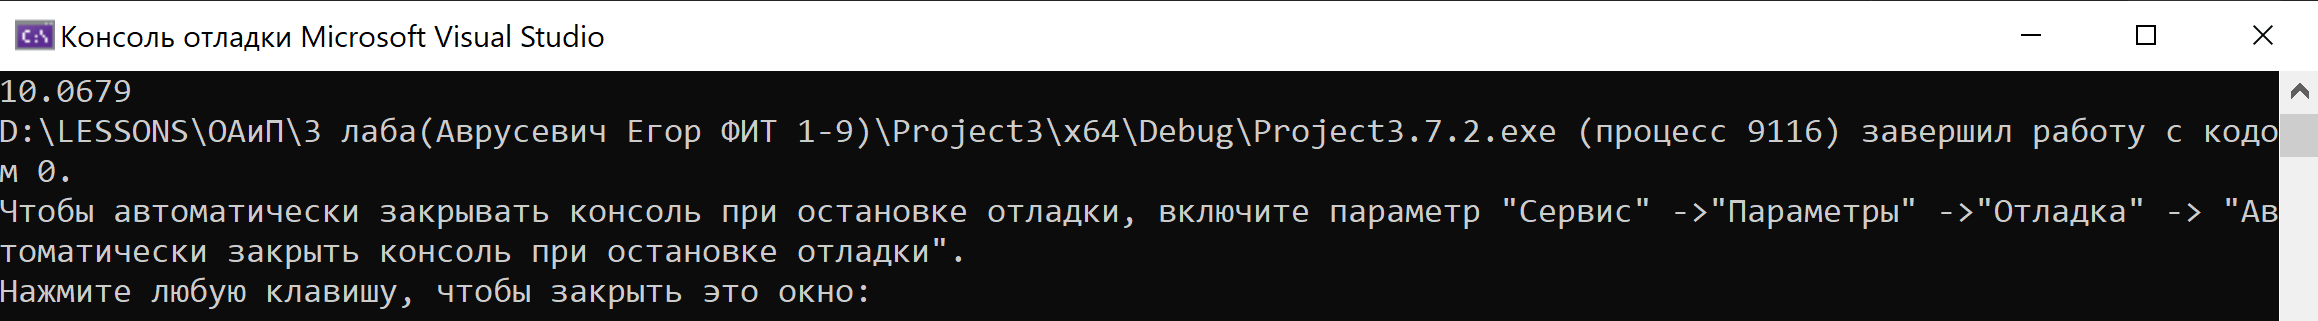 Консоль отладки Microsoft Visual Studio
10.0679
D:\LESSONS\ОАиП\3 лаба(Аврусевич Егор ФИТ 1-9)\Project3\x64\Debug\Project3.7.2.exe (процесс 9116) завершил работу с кодо
м 0.
Чтобы автоматически закрывать консоль при остановке отладки, включите параметр "Сервис" ->"Параметры" ->"Отладка" -> "Ав
томатически закрыть консоль при остановке отладки".
Нажмите любую клавишу, чтобы закрыть это окно: